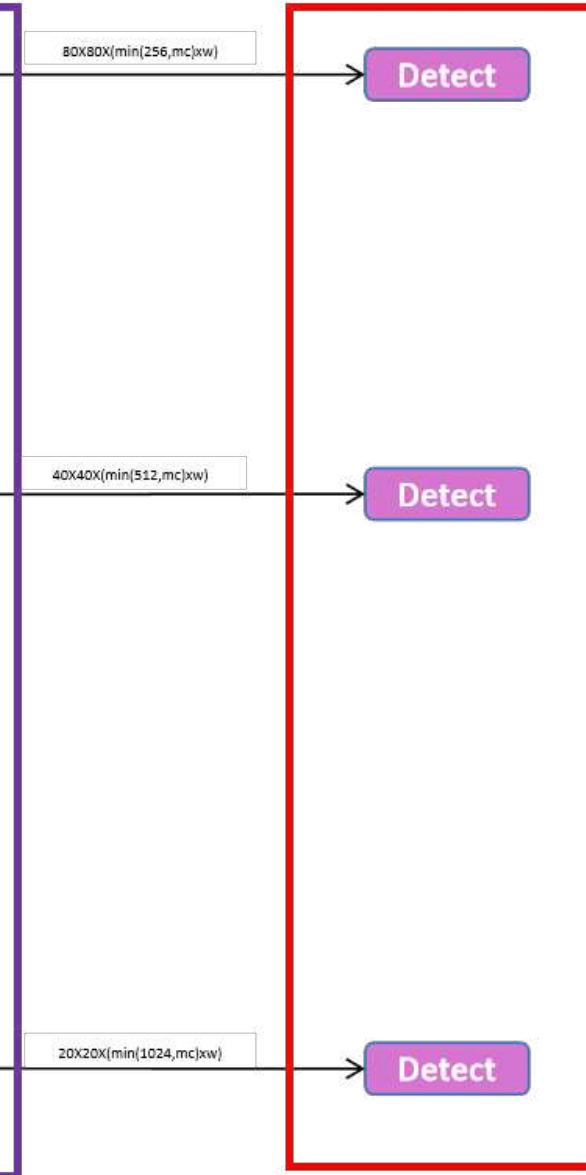 80X80X(min(256,mc)xw)
Detect
40X40X(min(512,mc)xw)
Detect
20X20X(min(1024,mc)xw)
Detect